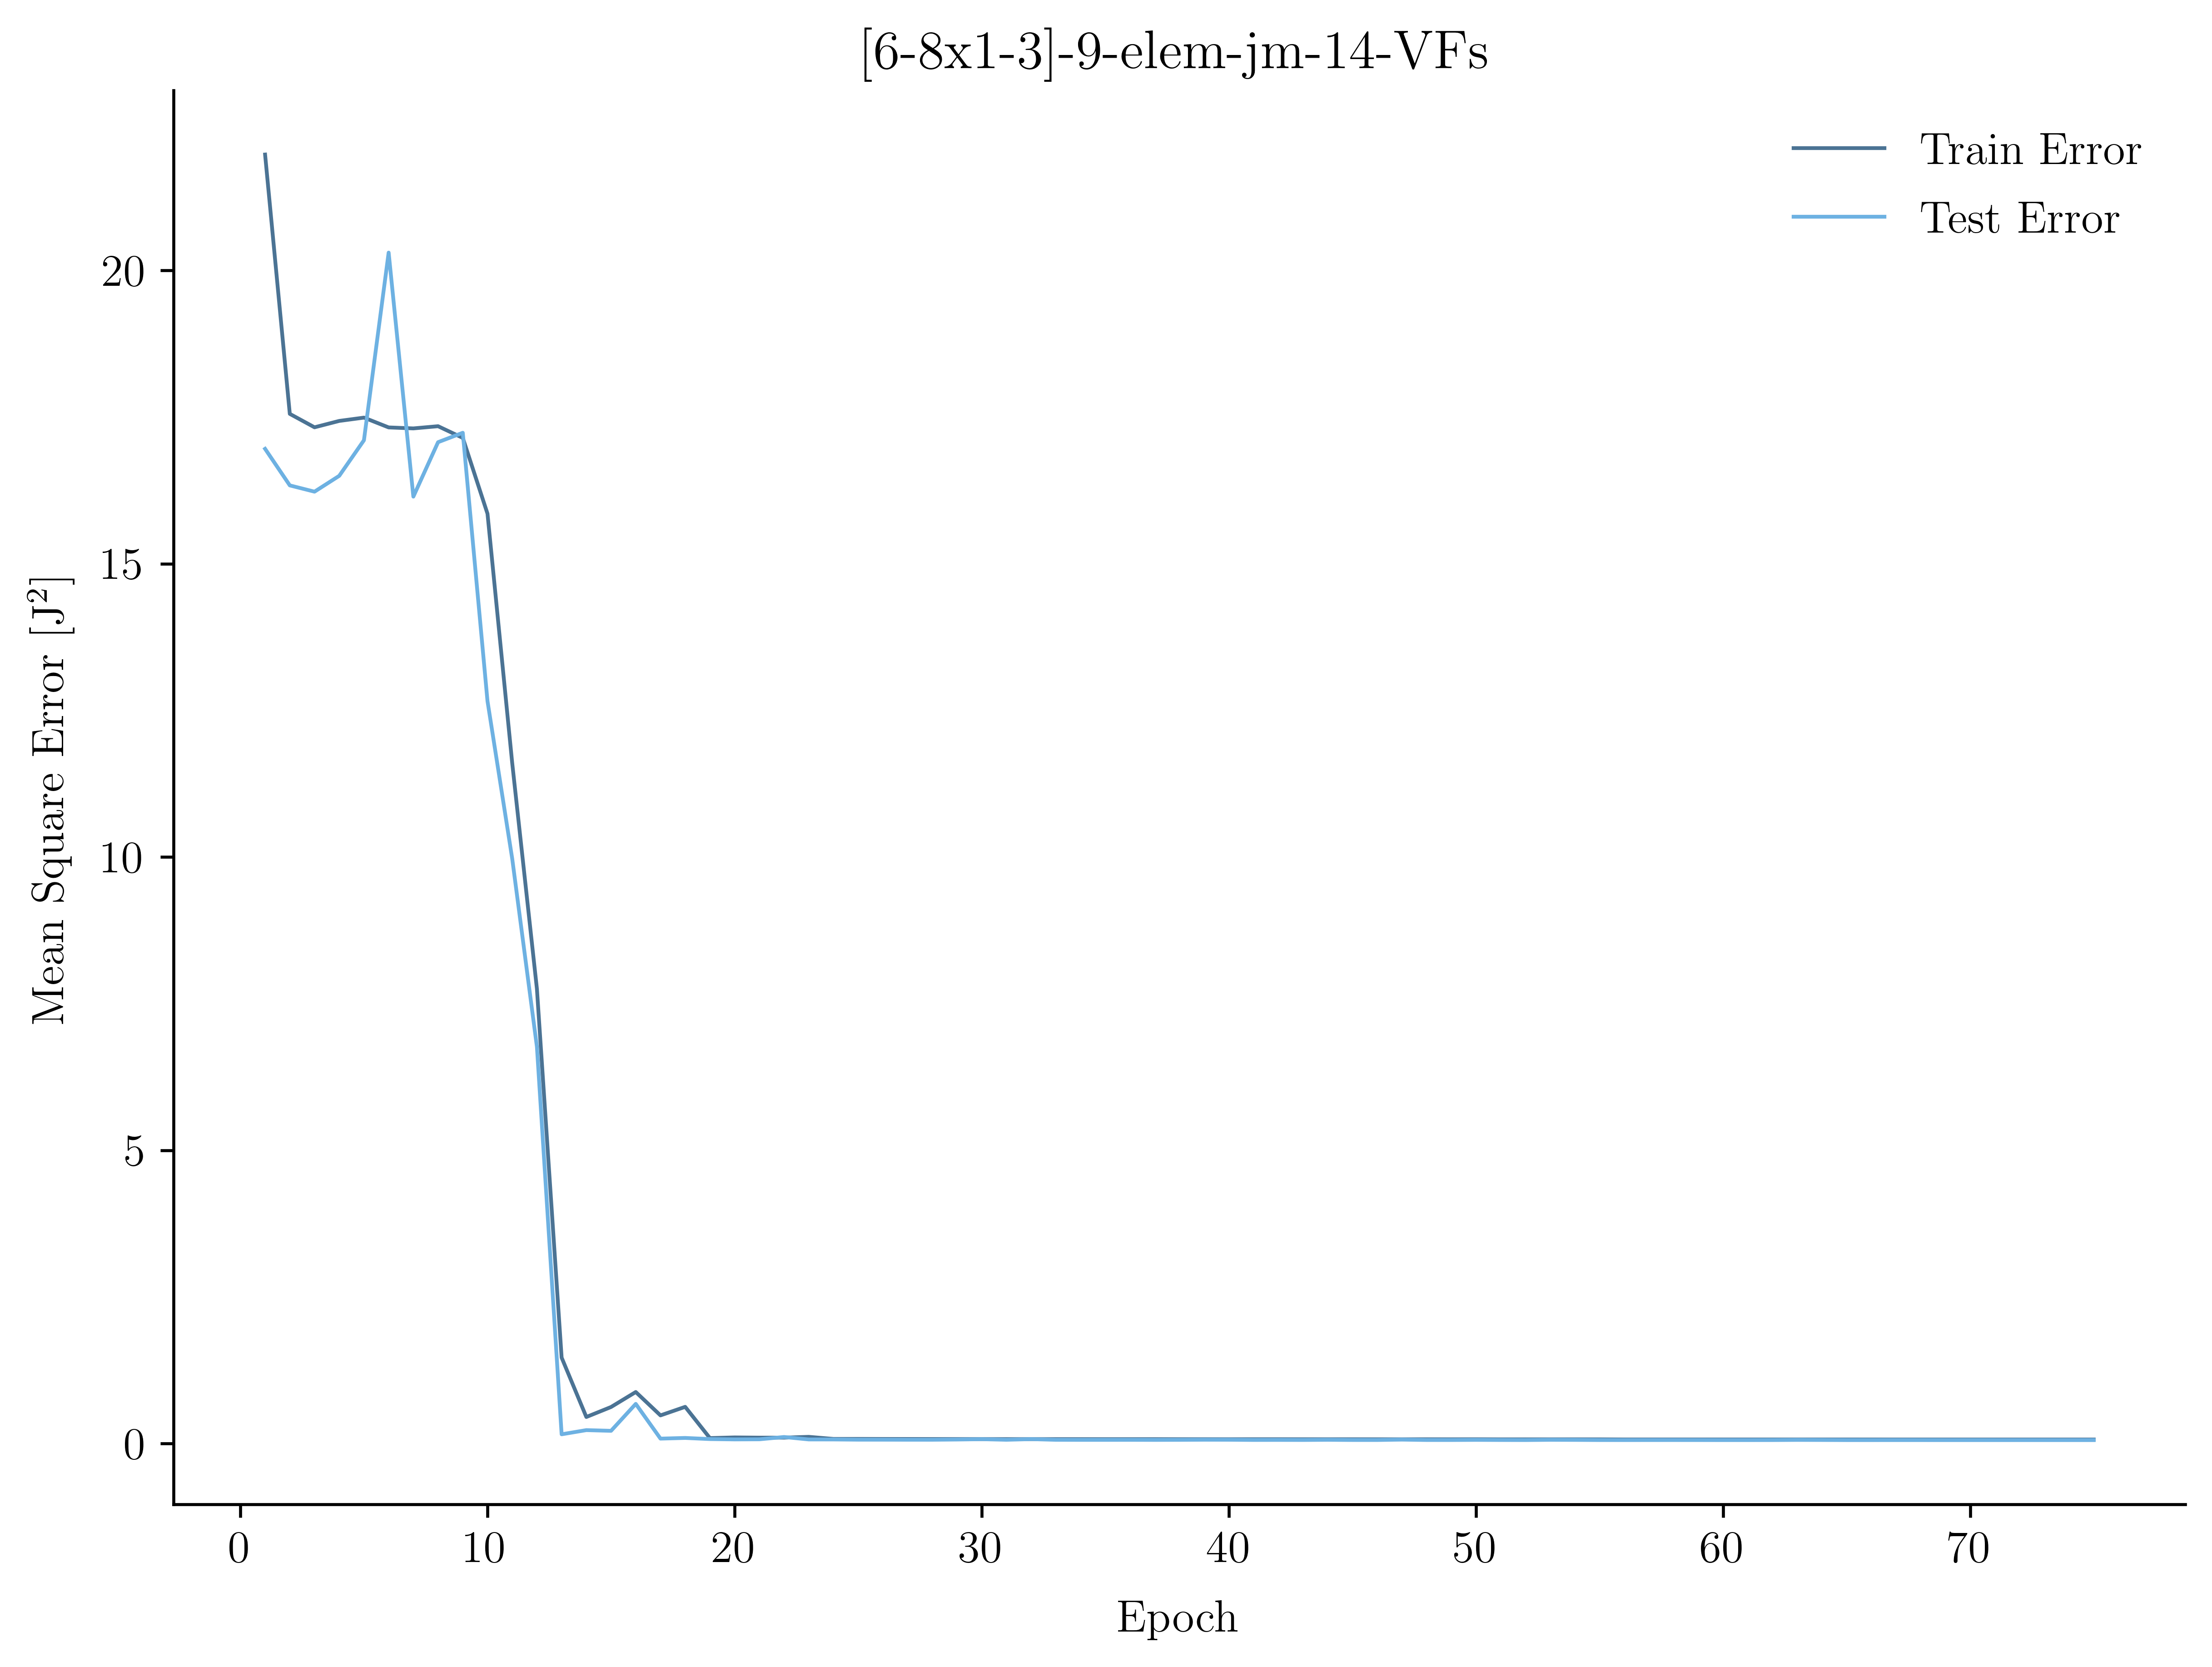 [6-8x1-3]-9-elem-jm-14-VFs
Train Error
Test Error
Mean Square Error [J²]
20
15
10
5
0
0 10 20 30 40 50 60 70
Epoch